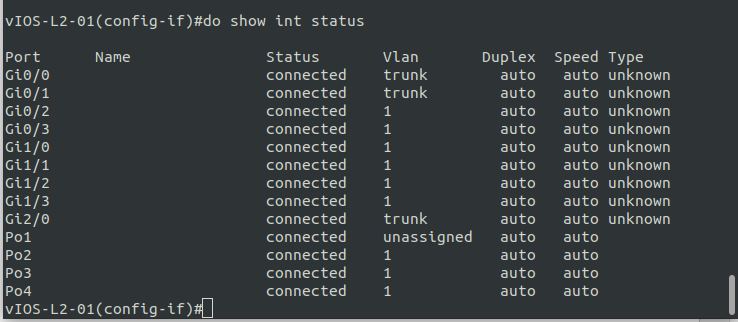 vIOS-L2-01(config-if)#do show int status
Port Name Status Vlan Duplex Speed Type
Gi0/0 connected trunk auto auto unknown
Gi0/1 connected trunk auto auto unknown
Gi0/2 connected 1 auto auto unknown
Gi0/3 connected 1 auto auto unknown
Gi1/0 connected 1 auto auto unknown
Gi1/1 connected 1 auto auto unknown
Gi1/2 connected 1 auto auto unknown
Gi1/3 connected 1 auto auto unknown
Gi2/0 connected trunk auto auto unknown
Po1 connected unassigned auto auto
Po2 connected 1 auto auto
Po3 connected 1 auto auto
Po4 connected 1 auto auto
vIOS-L2-01(config-if)#